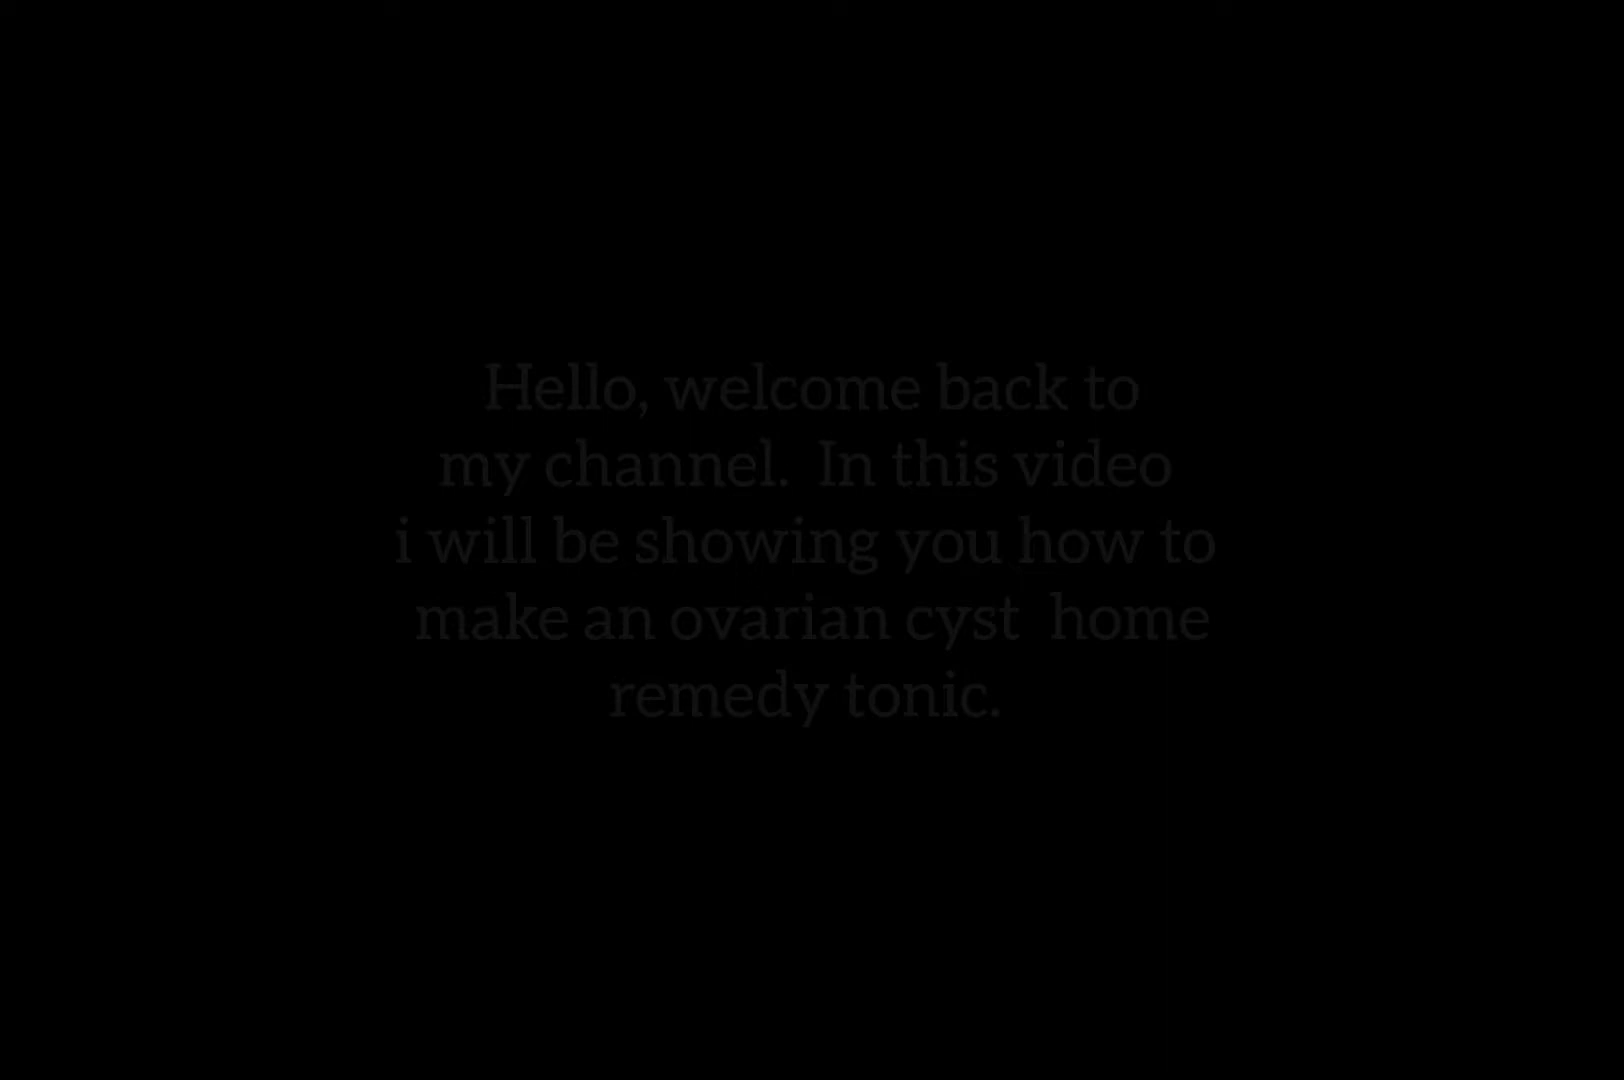 Hello, welcome back to
my channel.  In this video
i will be showing you how to
make an ovarian cyst  home
remedy tonic.